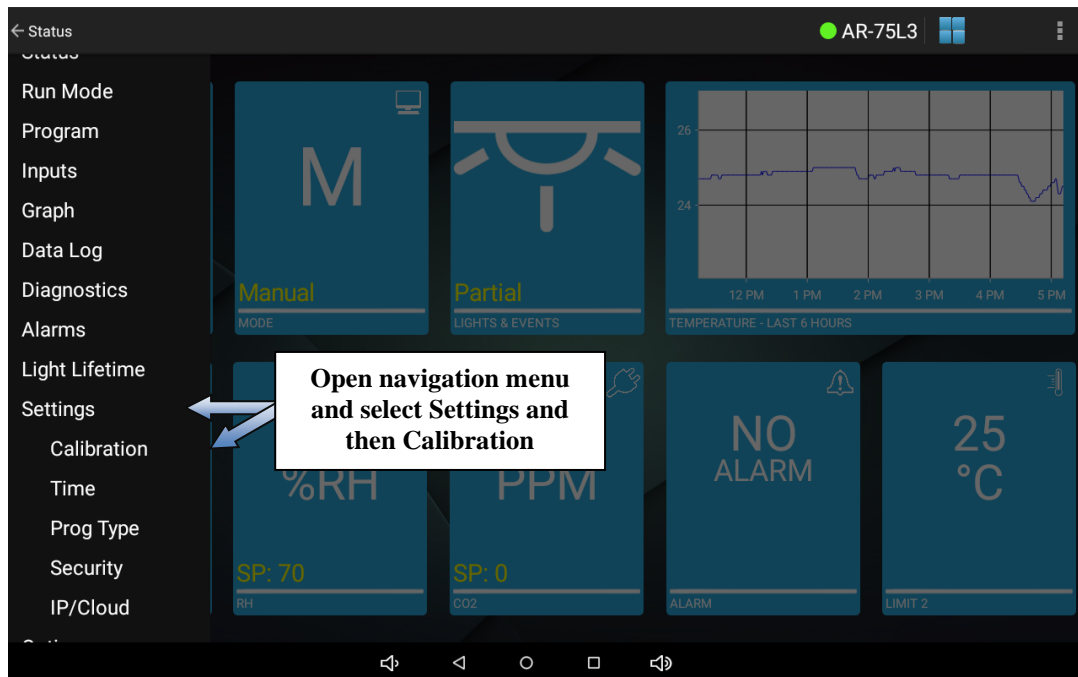 Status
AR-75L3
Status
Run Mode
Program
Inputs
Graph
Data Log
Diagnostics
Alarms
Light Lifetime
Settings
Calibration
Time
Prog Type
Security
IP/Cloud
M
Manual
MODE
Partial
LIGHTS & EVENTS
26
24
12 PM 1 PM 2 PM 3 PM 4 PM 5 PM
TEMPERATURE - LAST 6 HOURS
Open navigation menu
and select Settings and
then Calibration
%RH
SP: 70
RH
PPM
SP: 0
CO2
NO
ALARM
ALARM
25
°C
LIMIT 2